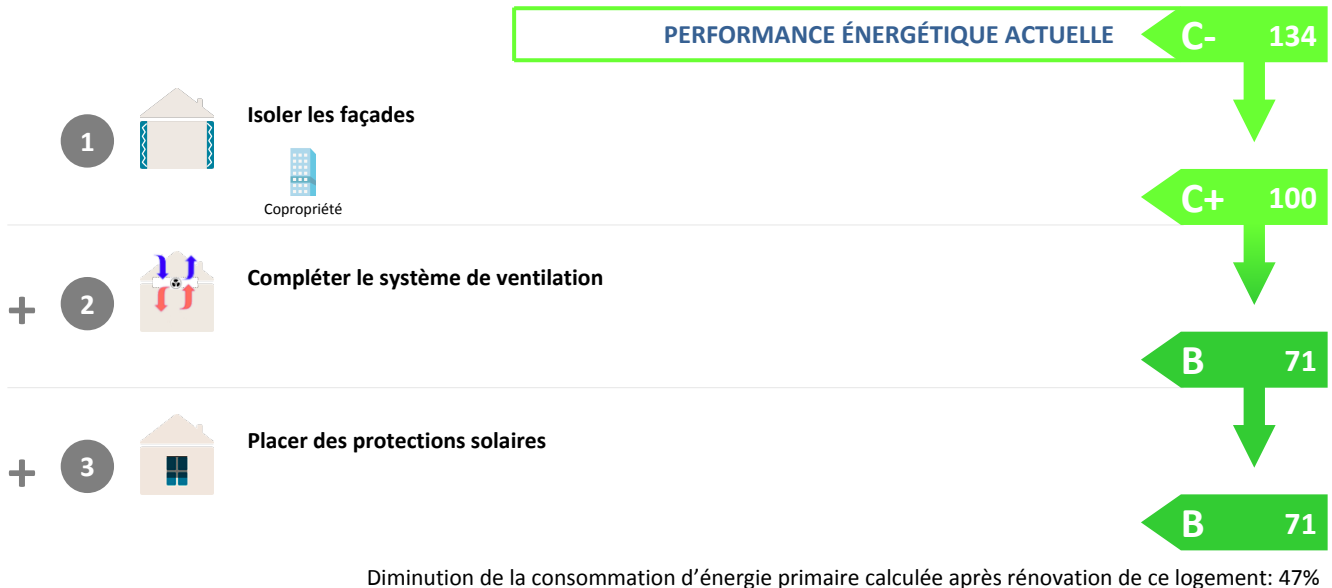 PERFORMANCE ÉNERGÉTIQUE ACTUELLE C- 134
1 Isoler les façades
Copropriété
C+ 100
+ 2 Compléter le système de ventilation
B 71
+ 3 Placer des protections solaires
B 71
Diminution de la consommation d'énergie primaire calculée après rénovation de ce logement: 47%